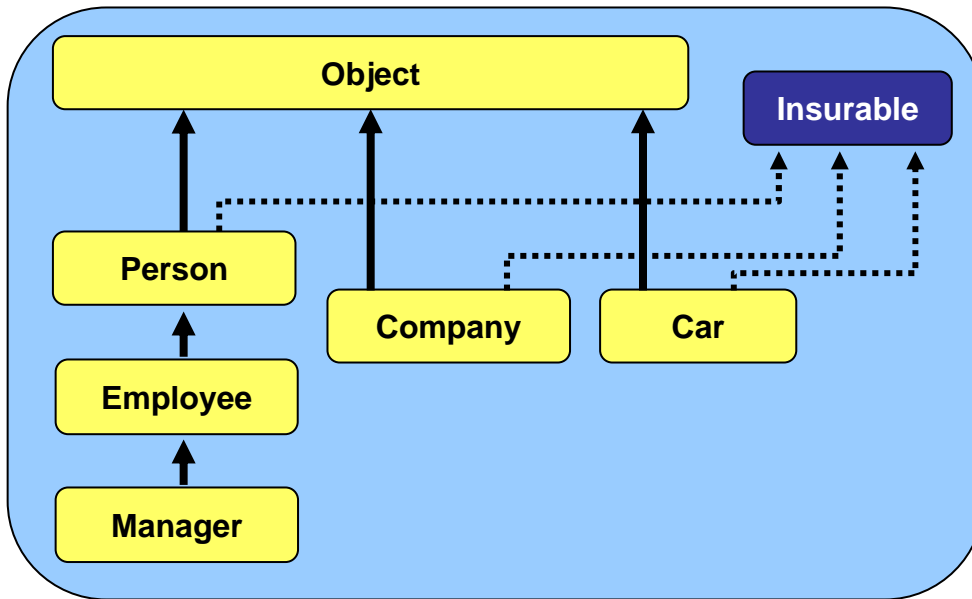 Object
Insurable
Person
Company
Car
Employee
Manager